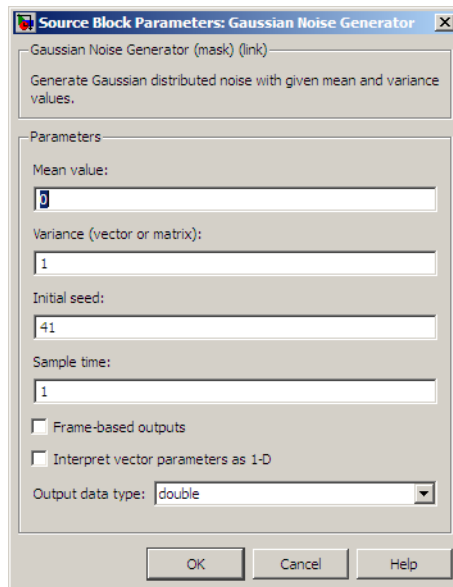 Source Block Parameters: Gaussian Noise Generator
Gaussian Noise Generator (mask) (link)
Generate Gaussian distributed noise with given mean and variance
values.
Parameters
Mean value:
0
Variance (vector or matrix):
1
Initial seed:
41
Sample time:
1
Frame-based outputs
Interpret vector parameters as 1-D
Output data type: double
OK Cancel Help